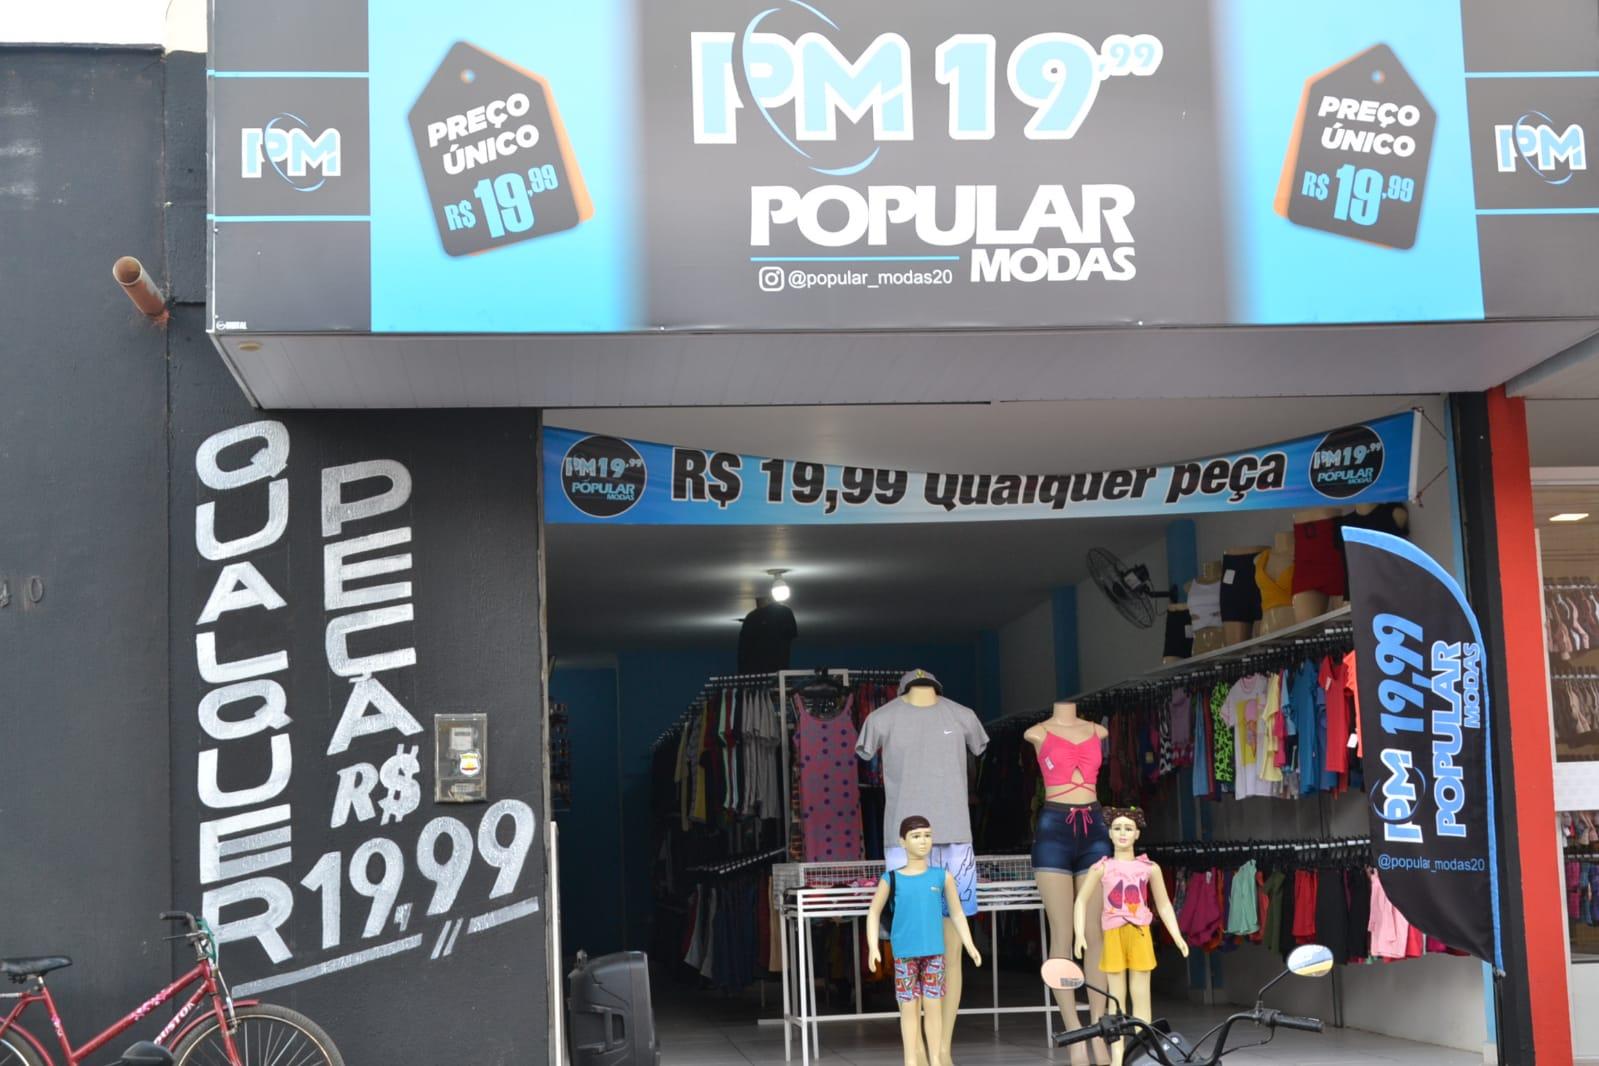 PM
PREÇO
ÚNICO
R$ 19,99
PM 19,99
POPULAR
MODAS
@popular_modas20
PREÇO
ÚNICO
R$ 19,99
PM
QUALQUER
PEÇA
R$
19,99
PM 19,99
POPULAR
MODAS
R$ 19,99 Qualquer peça
PM 19,99
POPULAR
MODAS
PM 19,99
POPULAR
MODAS
@popular_modas20